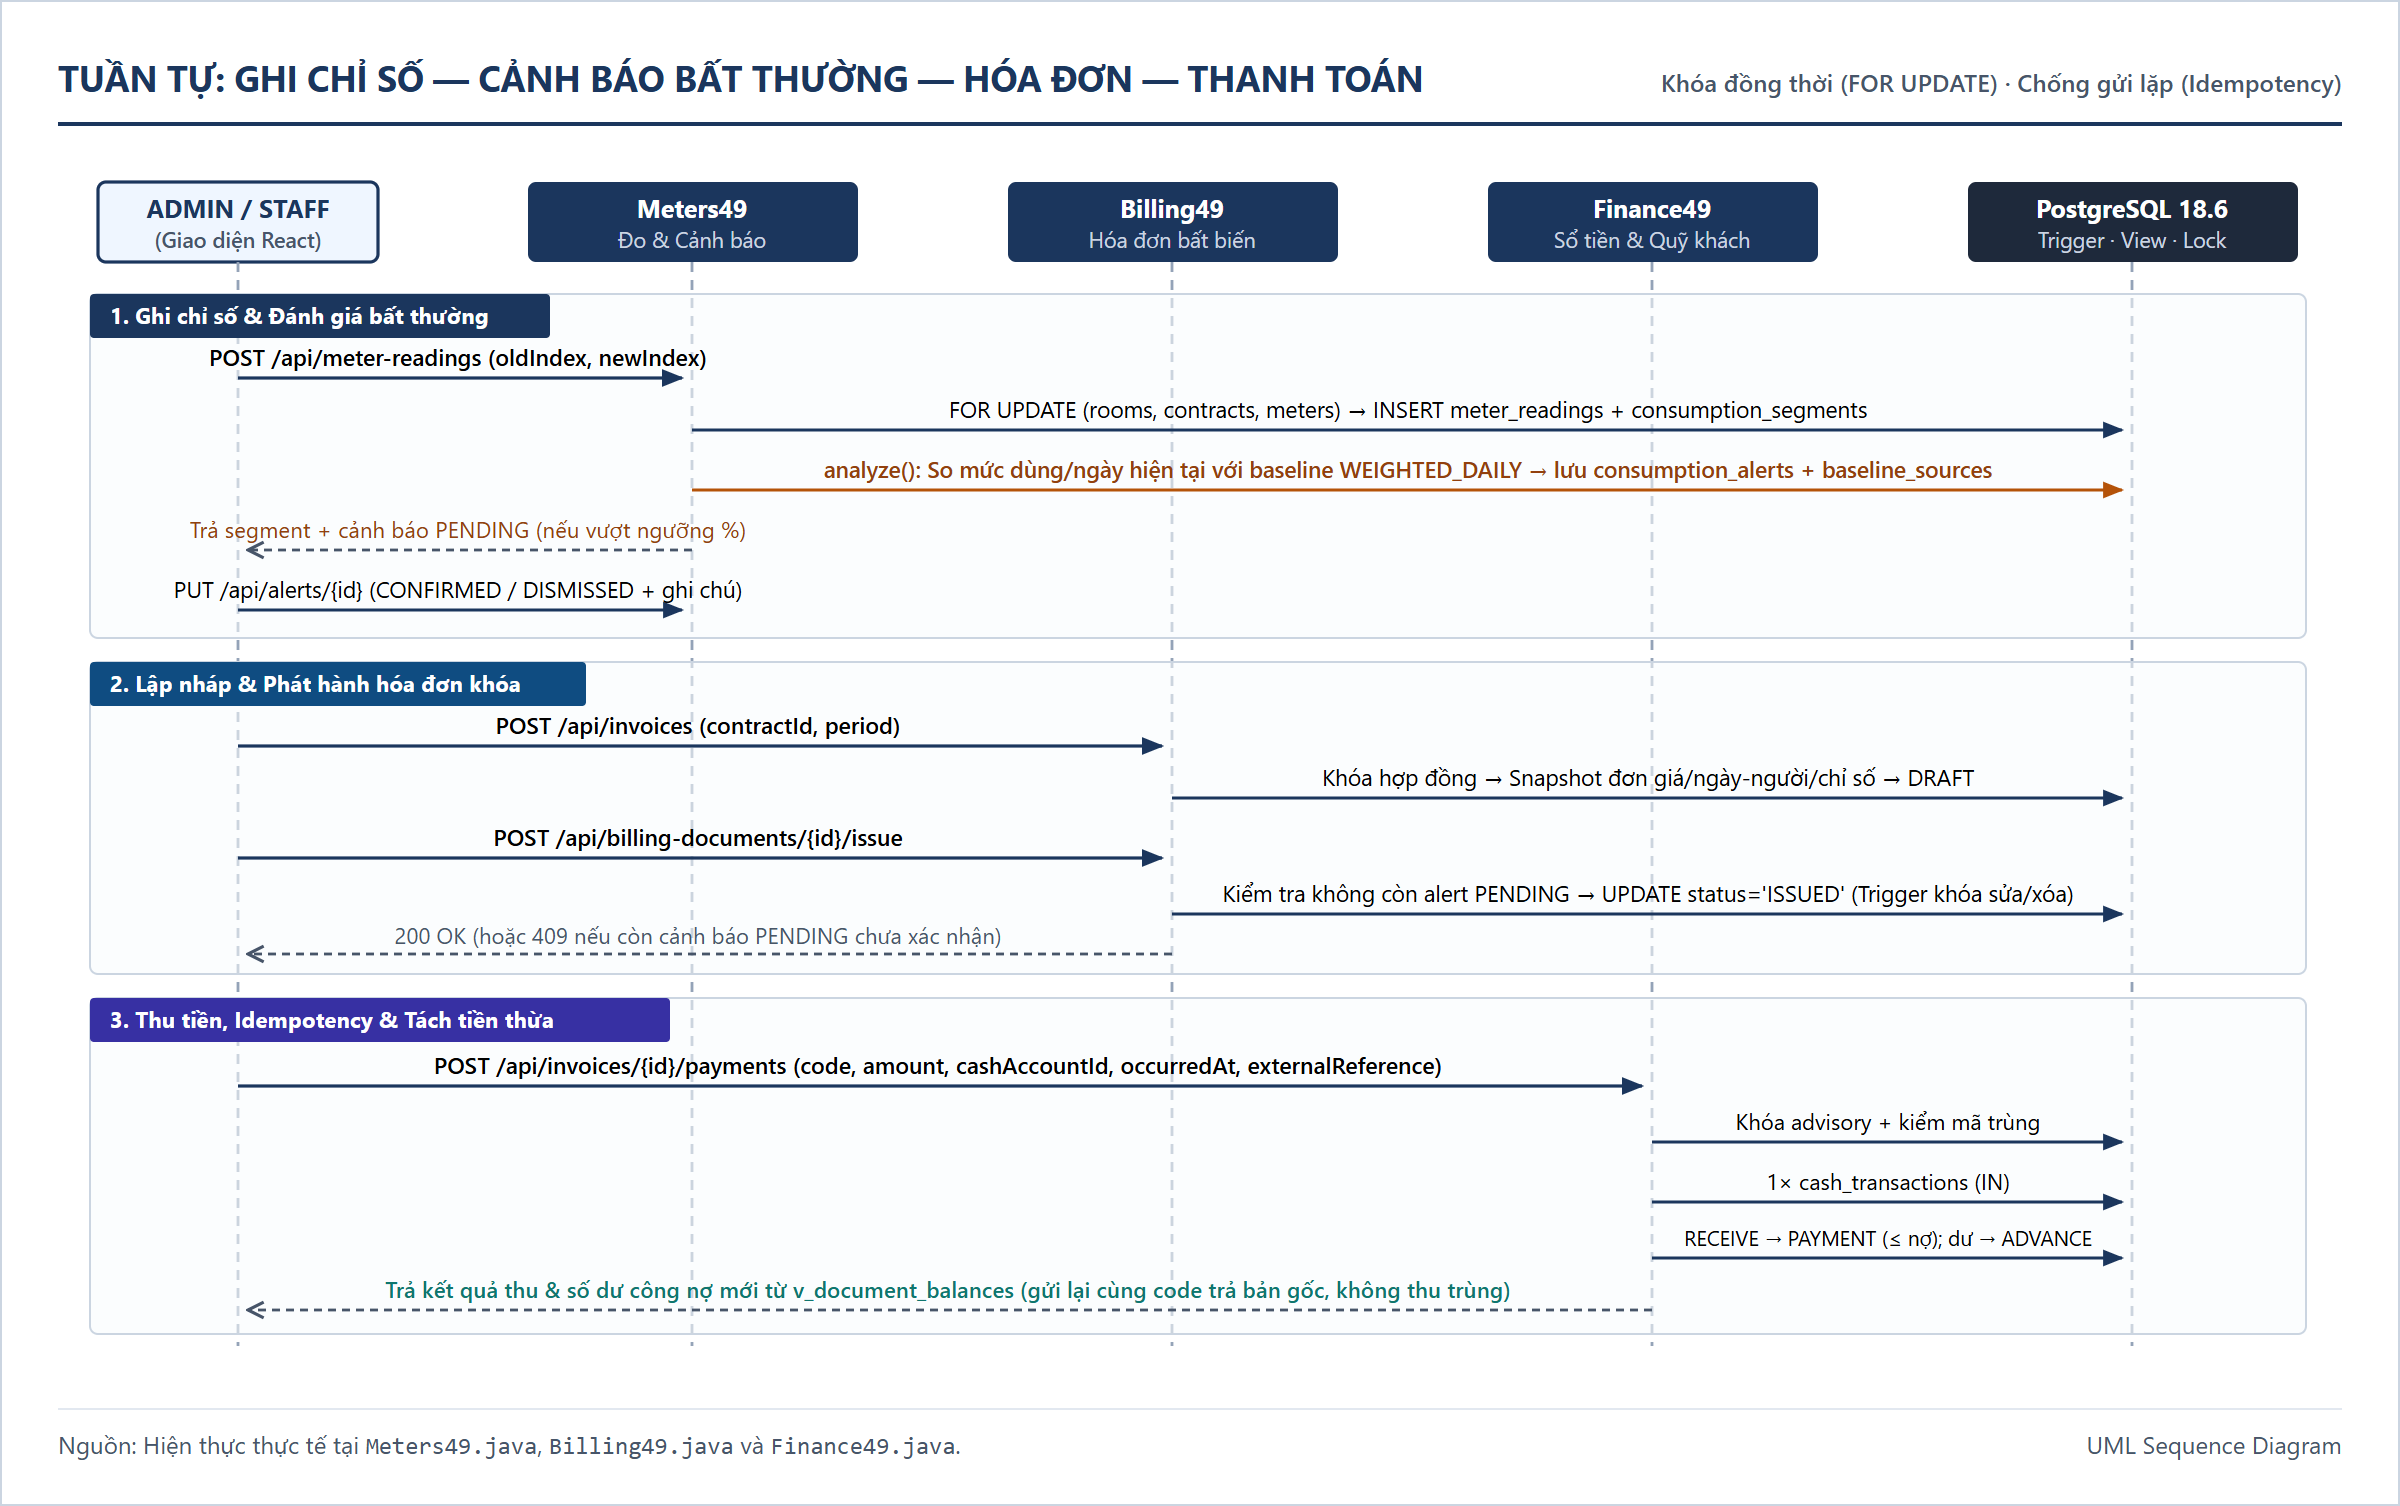 TUẦN TỰ: GHI CHỈ SỐ — CẢNH BÁO BẤT THƯỜNG — HÓA ĐƠN — THANH TOÁN
Khóa đồng thời (FOR UPDATE) · Chống gửi lặp (Idempotency)
ADMIN / STAFF
(Giao diện React)
Meters49
Đo & Cảnh báo
Billing49
Hóa đơn bất biến
Finance49
Sổ tiền & Quỹ khách
PostgreSQL 18.6
Trigger · View · Lock
1. Ghi chỉ số & Đánh giá bất thường
POST /api/meter-readings (oldIndex, newIndex)
FOR UPDATE (rooms, contracts, meters) → INSERT meter_readings + consumption_segments
analyze(): So mức dùng/ngày hiện tại với baseline WEIGHTED_DAILY → lưu consumption_alerts + baseline_sources
Trả segment + cảnh báo PENDING (nếu vượt ngưỡng %)
PUT /api/alerts/{id} (CONFIRMED / DISMISSED + ghi chú)
2. Lập nháp & Phát hành hóa đơn khóa
POST /api/invoices (contractId, period)
Khóa hợp đồng → Snapshot đơn giá/ngày-người/chỉ số → DRAFT
POST /api/billing-documents/{id}/issue
Kiểm tra không còn alert PENDING → UPDATE status='ISSUED' (Trigger khóa sửa/xóa)
200 OK (hoặc 409 nếu còn cảnh báo PENDING chưa xác nhận)
3. Thu tiền, Idempotency & Tách tiền thừa
POST /api/invoices/{id}/payments (code, amount, cashAccountId, occurredAt, externalReference)
Khóa advisory + kiểm mã trùng
1× cash_transactions (IN)
RECEIVE → PAYMENT (≤ nợ); dư → ADVANCE
Trả kết quả thu & số dư công nợ mới từ v_document_balances (gửi lại cùng code trả bản gốc, không thu trùng)
Nguồn: Hiện thực thực tế tại Meters49.java, Billing49.java và Finance49.java.
UML Sequence Diagram